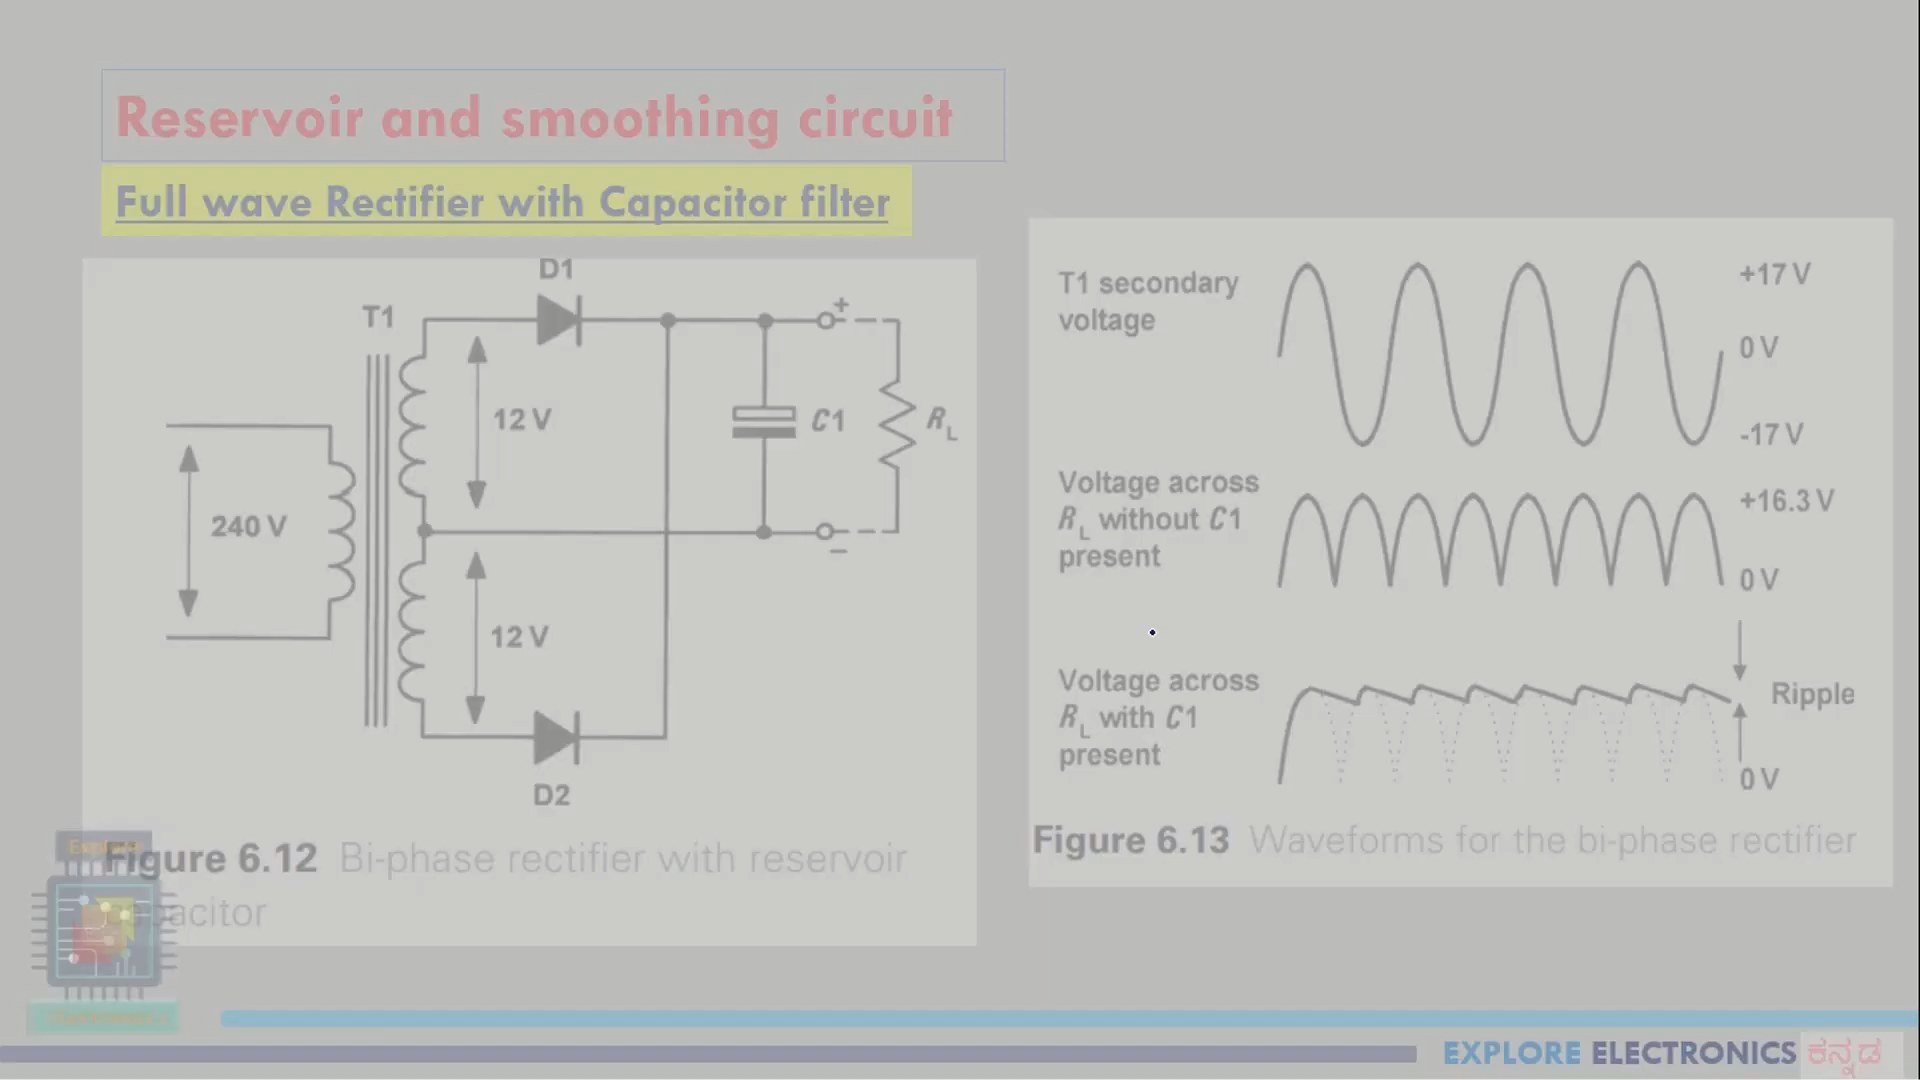 Reservoir and smoothing circuit
Full wave Rectifier with Capacitor filter
D1
T1
+
12 V
C1
RL
240 V
–
12 V
D2
Figure 6.12 Bi-phase rectifier with reservoir
capacitor
T1 secondary
voltage
+17 V
0 V
-17 V
Voltage across
RL without C1
present
+16.3 V
0 V
Voltage across
RL with C1
present
Ripple
0 V
Figure 6.13 Waveforms for the bi-phase rectifier
EXPLORE ELECTRONICS ಕನ್ನಡ